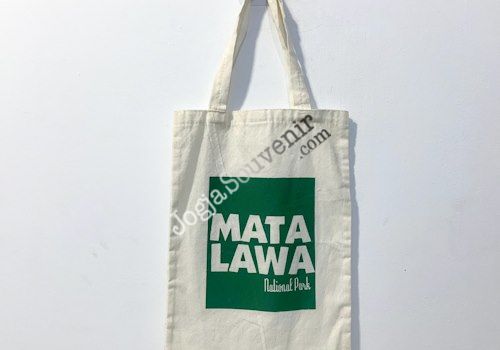 JogjaSouvenir
.com
MATA
LAWA
National Park